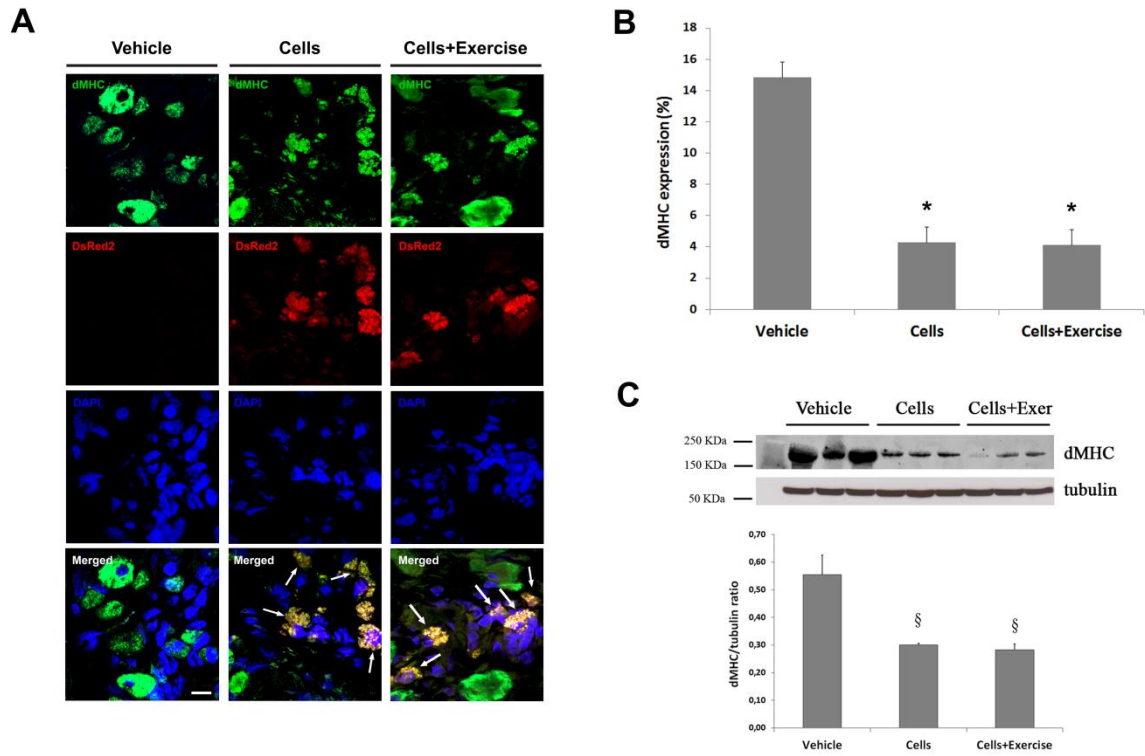 A
Vehicle Cells Cells+Exercise
dMHC dMHC dMHC
DsRed2 DsRed2 DsRed2
DAPI DAPI DAPI
Merged Merged Merged
B
dMHC expression (%)
18
16
14
12
10
8
6
4
2
0
* *
Vehicle Cells Cells+Exercise
C
Vehicle Cells Cells+Exer
250 KDa
150 KDa
dMHC
50 KDa
tubulin
dMHC/tubulin ratio
0,70
0,60
0,50
0,40
0,30
0,20
0,10
0,00
§ §
Vehicle Cells Cells+Exercise